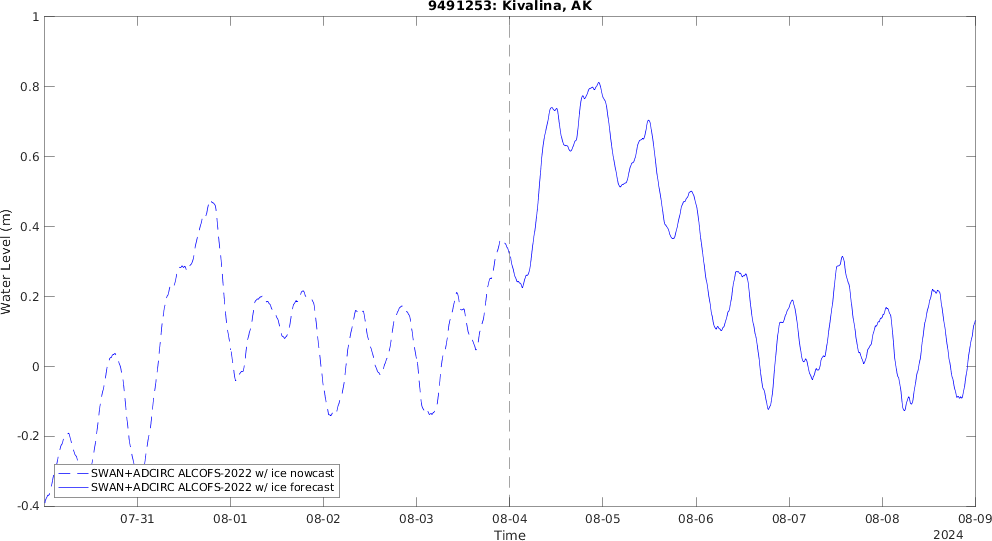 9491253: Kivalina, AK
1
0.8
0.6
0.4
0.2
0
-0.2
-0.4
Water Level (m)
SWAN+ADCIRC ALCOFS-2022 w/ ice nowcast
SWAN+ADCIRC ALCOFS-2022 w/ ice forecast
07-31 08-01 08-02 08-03 08-04 08-05 08-06 08-07 08-08 08-09
Time
2024